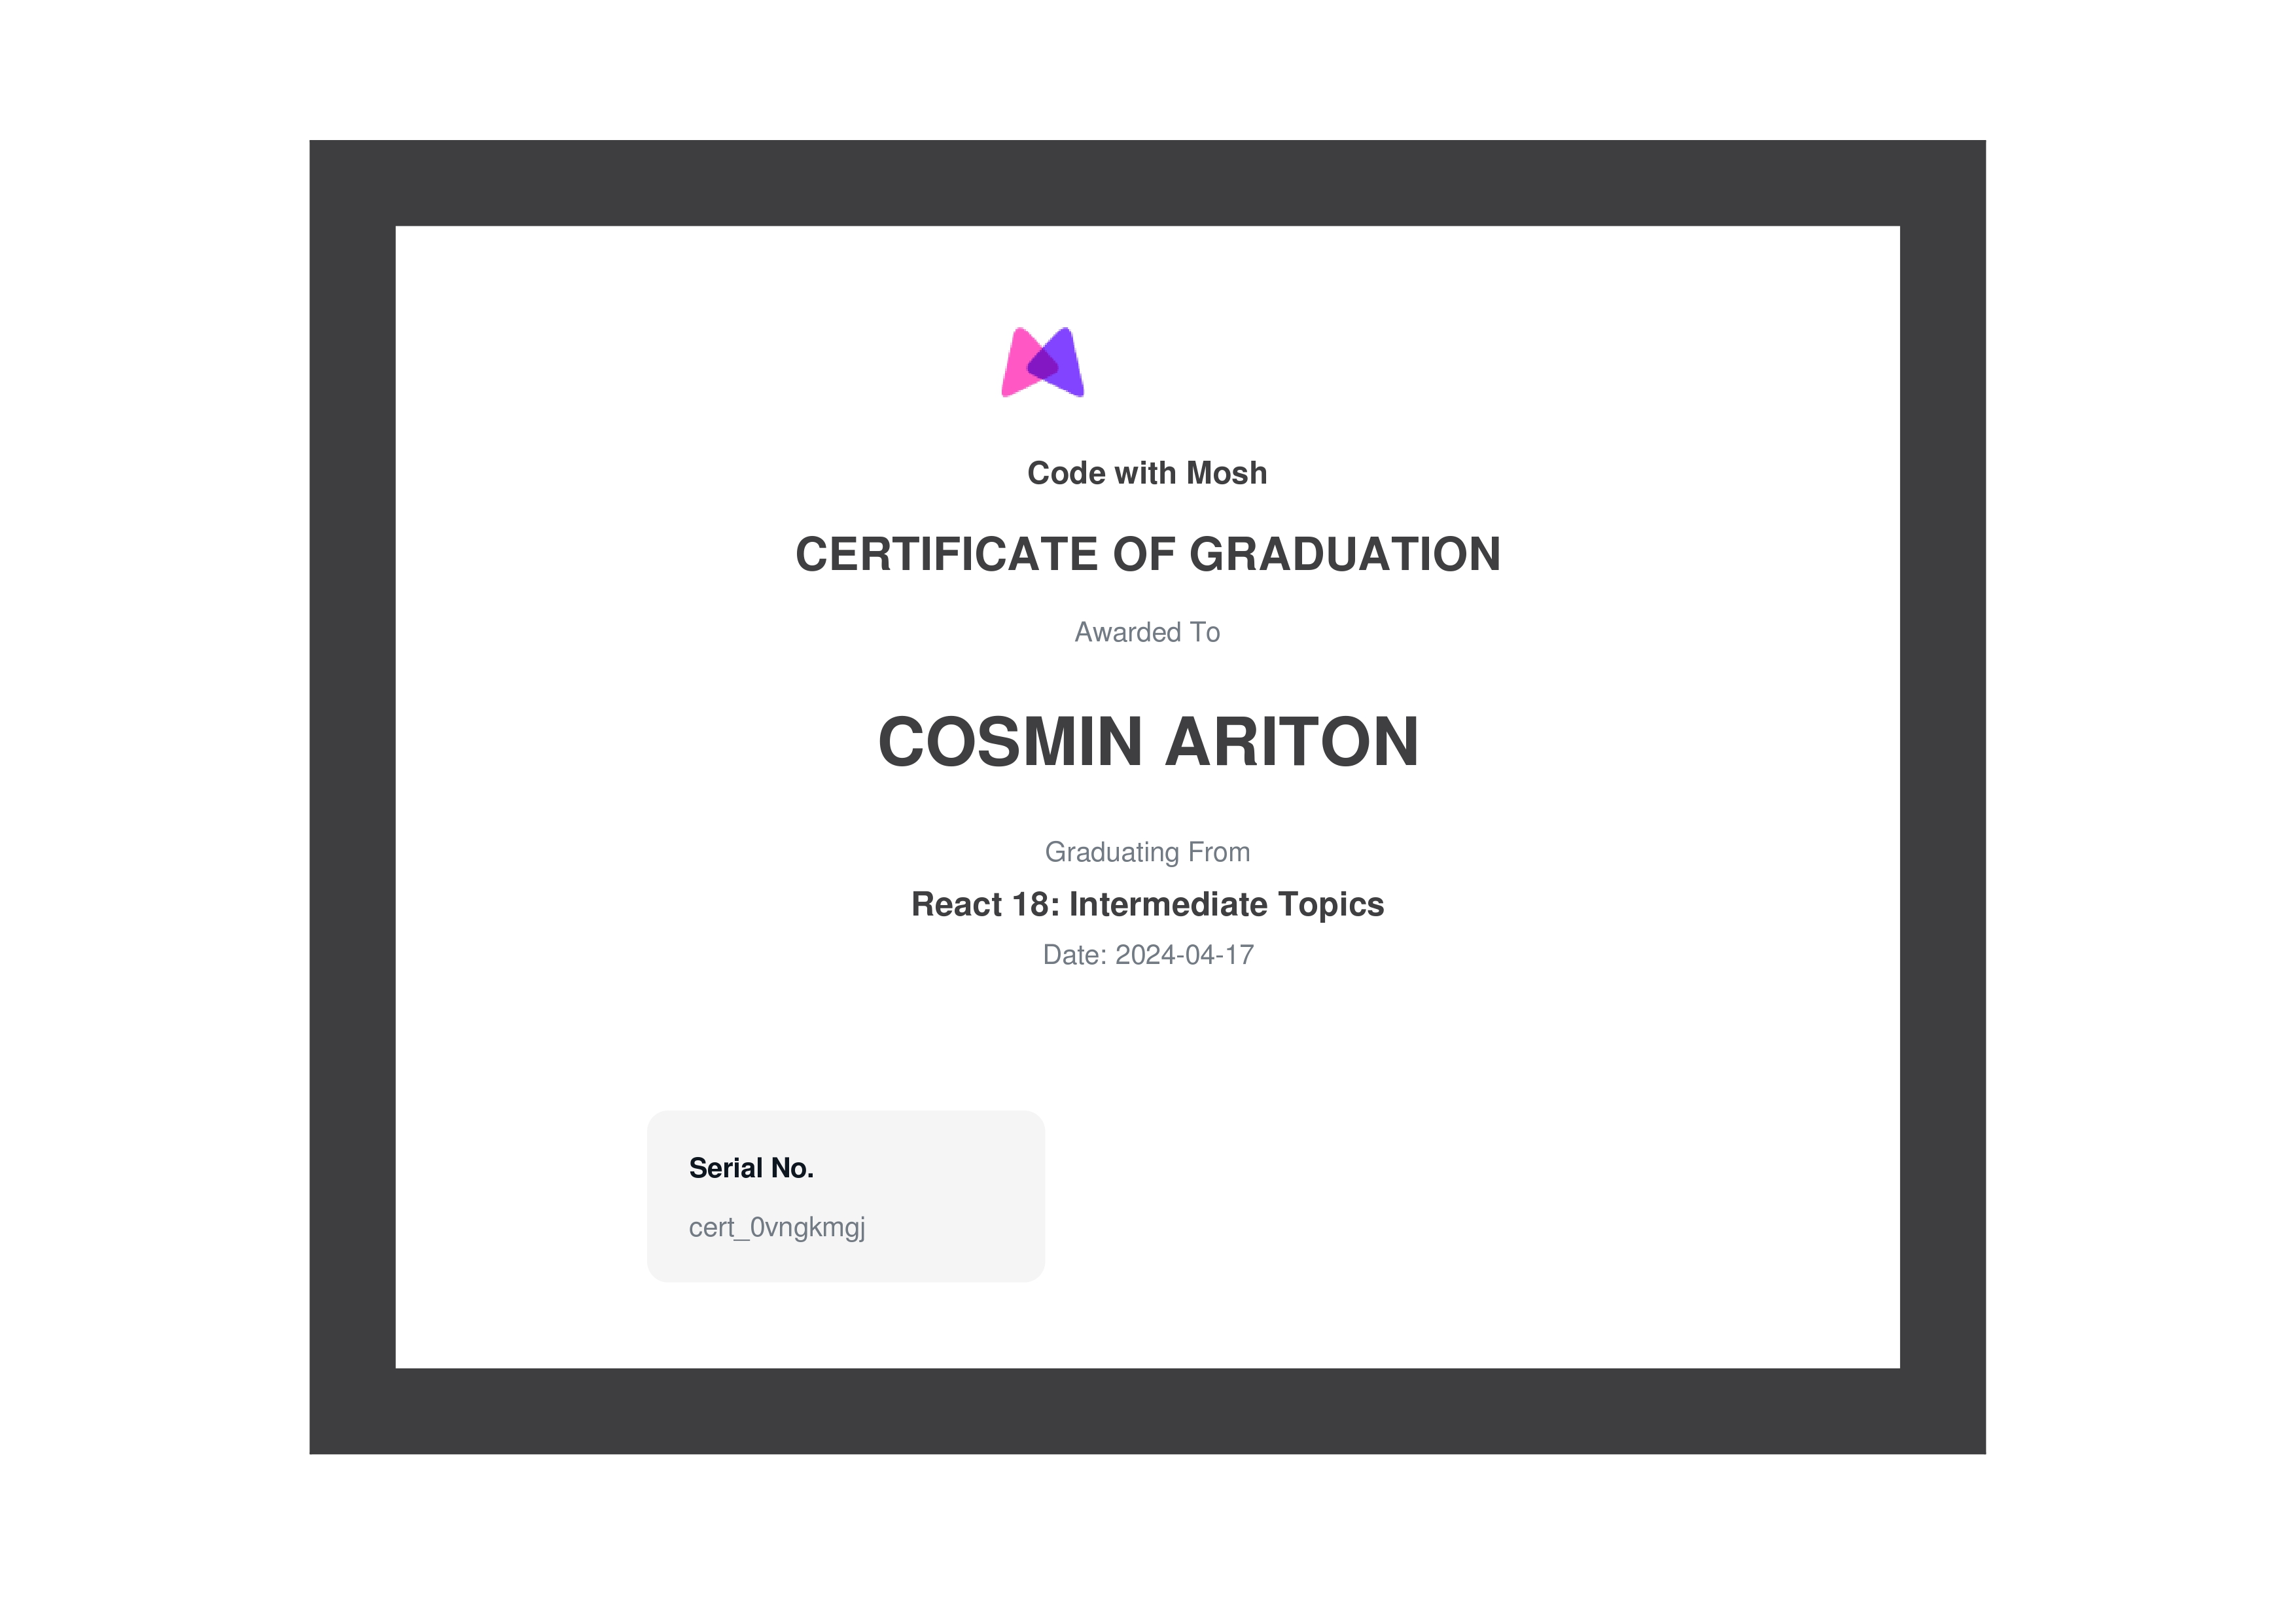 Code with Mosh
CERTIFICATE OF GRADUATION
Awarded To
COSMIN ARITON
Graduating From
React 18: Intermediate Topics
Date: 2024-04-17
Serial No.
cert_0vngkmgj